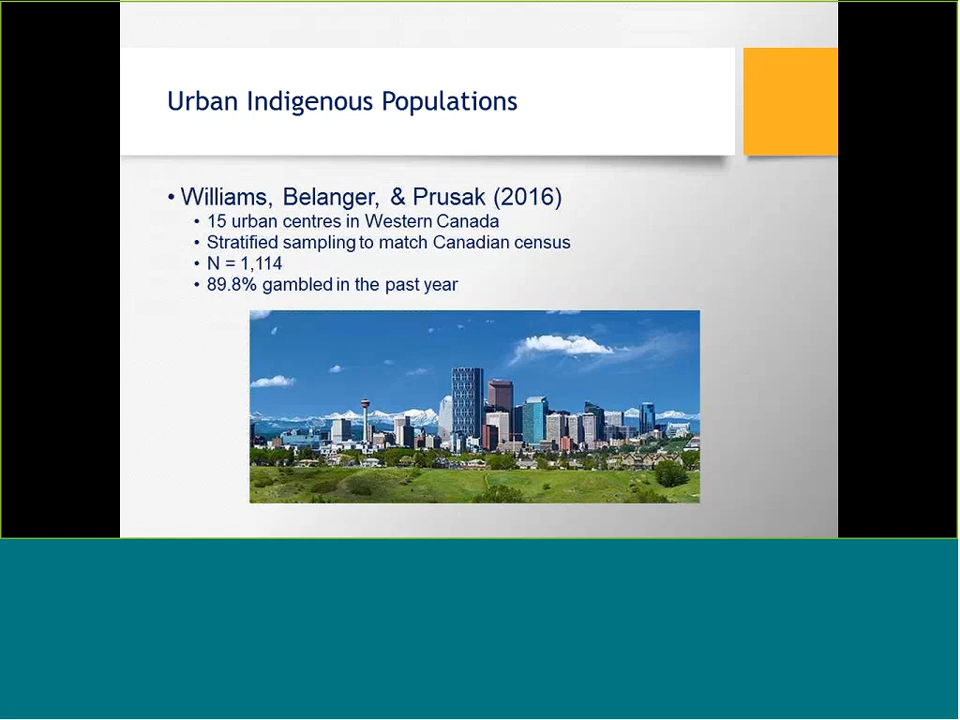 Urban Indigenous Populations
• Williams, Belanger, & Prusak (2016)
• 15 urban centres in Western Canada
• Stratified sampling to match Canadian census
• N = 1,114
• 89.8% gambled in the past year